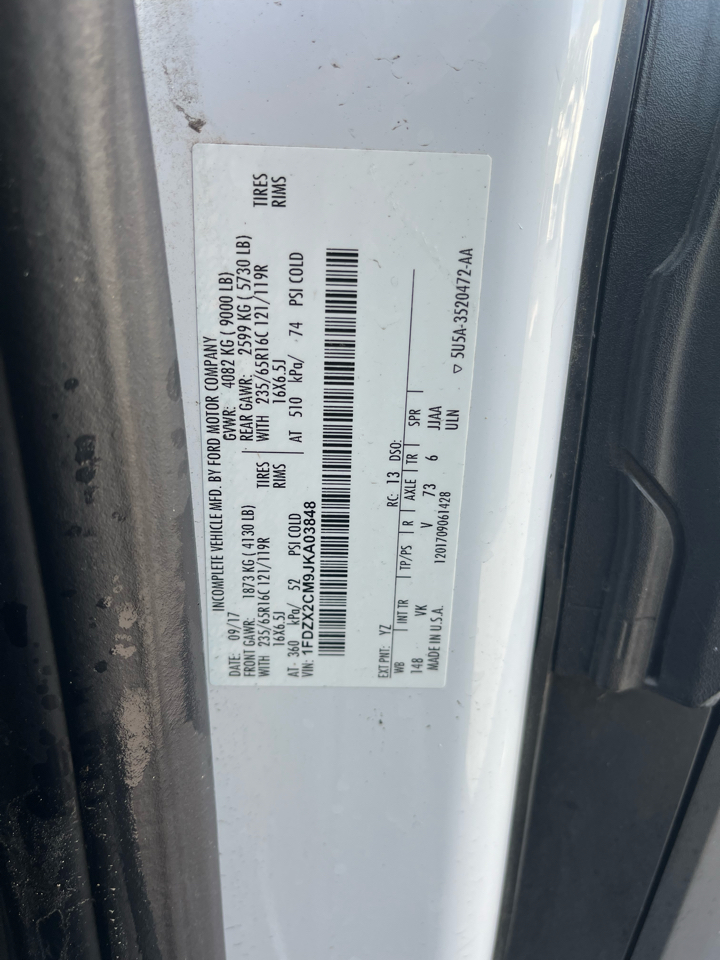 INCOMPLETE VEHICLE MFD. BY FORD MOTOR COMPANY
DATE: 09/17 GVWR: 4082 KG ( 9000 LB)
FRONT GAWR: 1873 KG ( 4130 LB) REAR GAWR: 2599 KG ( 5730 LB)
WITH 235/65R16C 121/119R TIRES WITH 235/65R16C 121/119R TIRES
16X6.5J RIMS 16X6.5J RIMS
AT 360 kPa/ 52 PSI COLD AT 510 kPa/ 74 PSI COLD
VIN: 1FDZX2CM9JKA03848
EXT PNT: YZ RC: 13 DSO:
WB INT TR TP/PS R AXLE TR SPR
148 VK V 73 6 JJAA
MADE IN U.S.A. 1201709061428 ULN
▽ 5U5A-3520472-AA